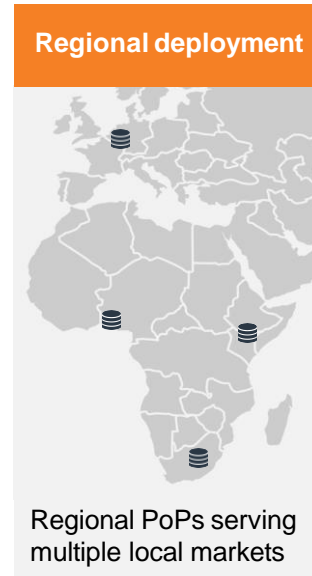 Regional deployment
Regional PoPs serving
multiple local markets